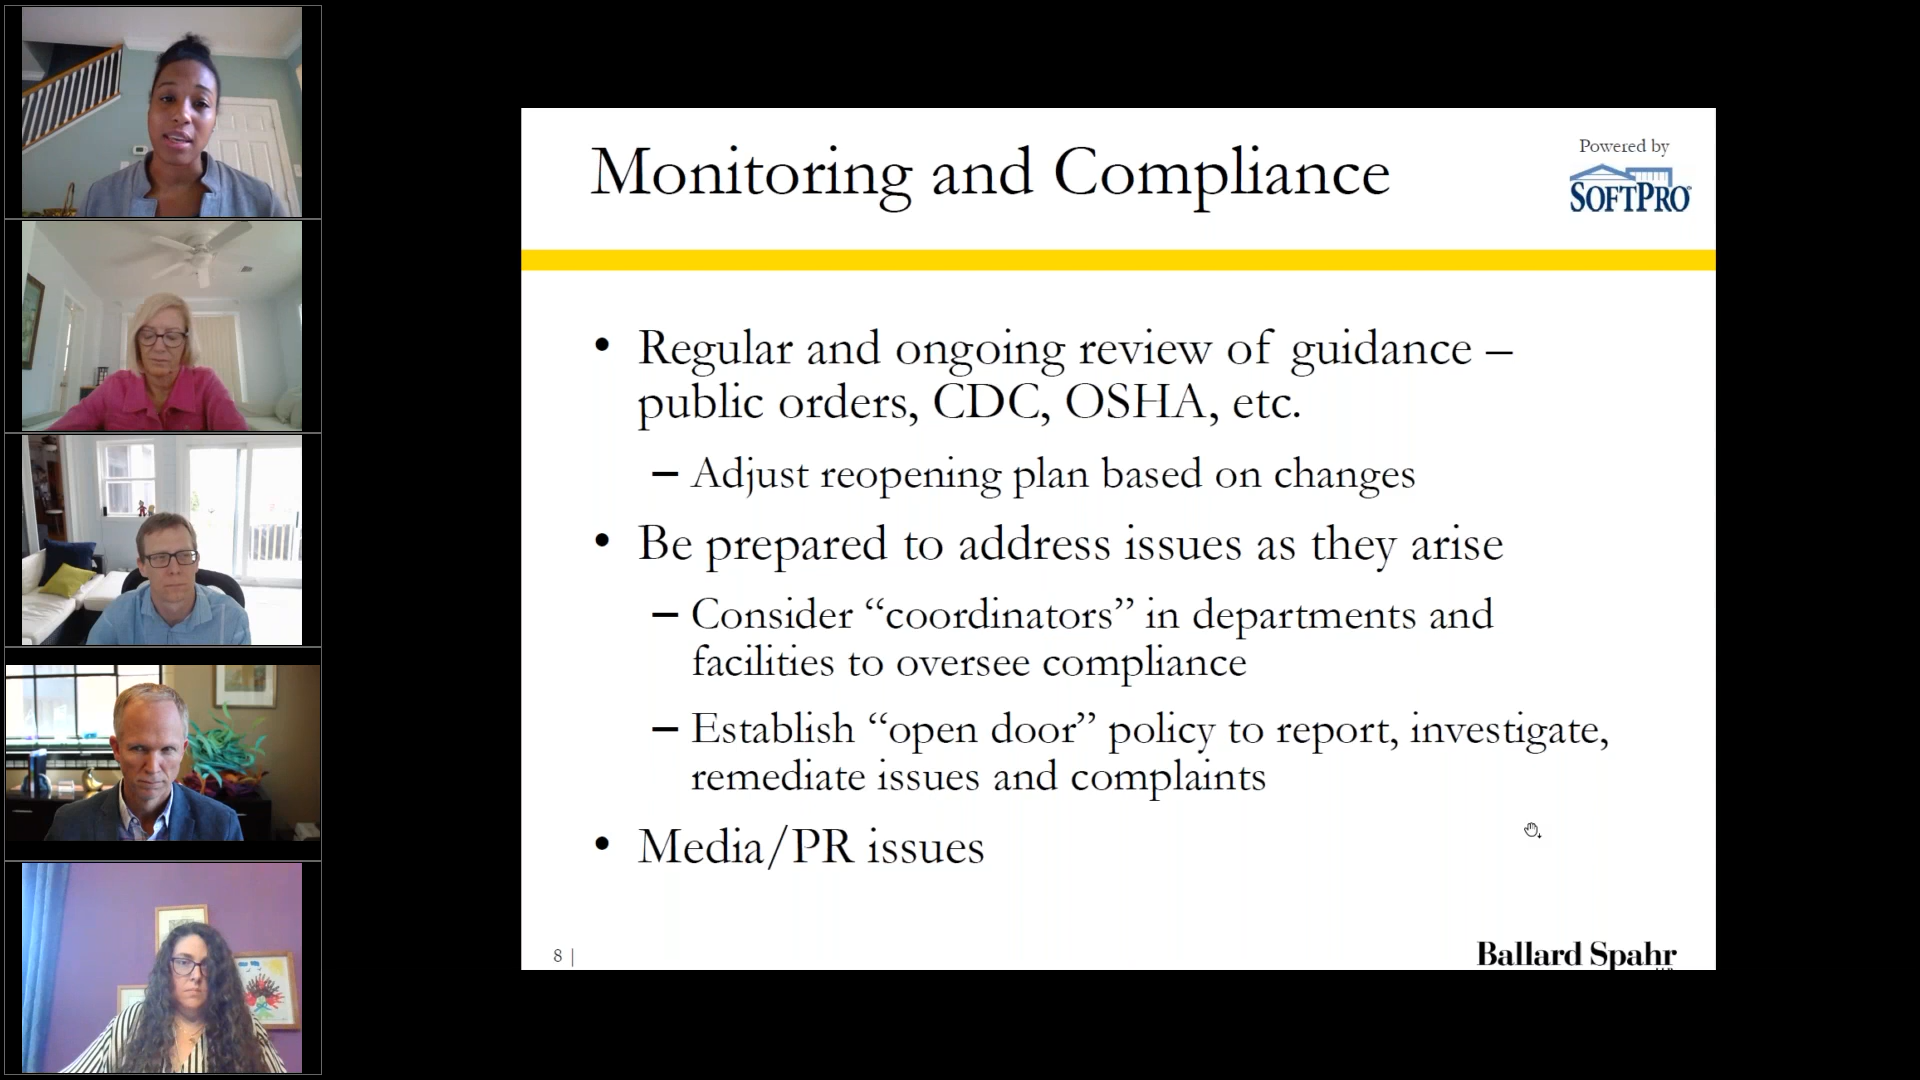 Monitoring and Compliance
Powered by
SOFTPRO
• Regular and ongoing review of guidance –
public orders, CDC, OSHA, etc.
– Adjust reopening plan based on changes
• Be prepared to address issues as they arise
– Consider “coordinators” in departments and
facilities to oversee compliance
– Establish “open door” policy to report, investigate,
remediate issues and complaints
• Media/PR issues
8 |
Ballard Spahr